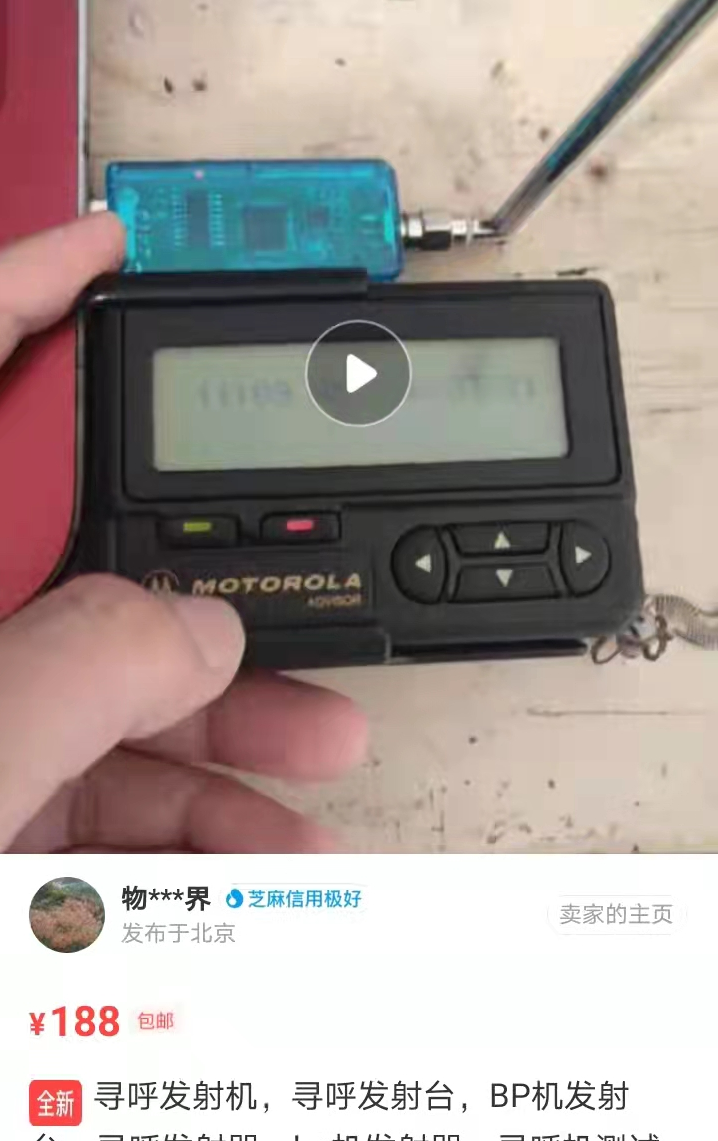 MOTOROLA
ADVISOR
物***界 芝麻信用极好
发布于北京
卖家的主页
¥188 包邮
全新 寻呼发射机，寻呼发射台，BP机发射